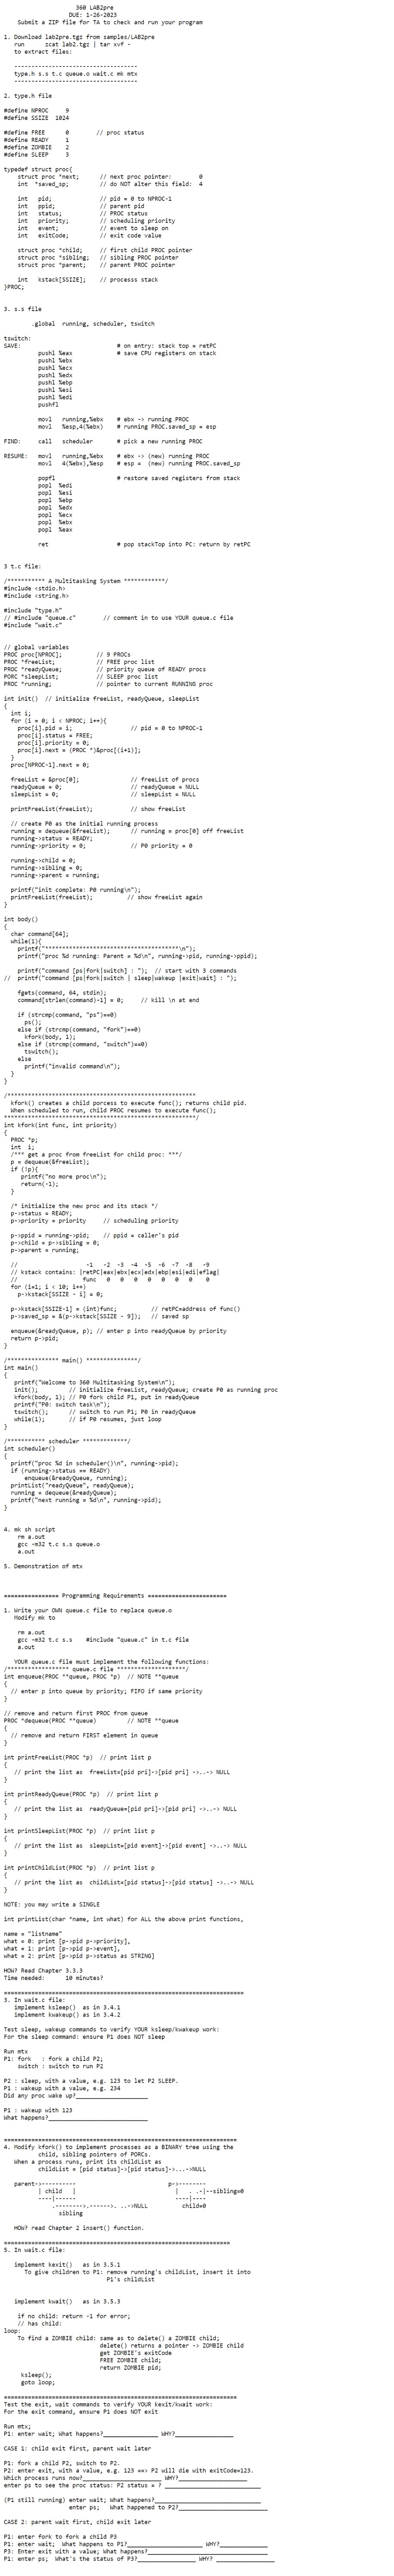 360 LAB2pre
DUE: 1-26-2023
Submit a ZIP file for TA to check and run your program

1. Download lab2pre.tgz from samples/LAB2pre
run      zcat lab2.tgz | tar xvf -
to extract files:

------------------------------------
type.h s.s t.c queue.o wait.c mk mtx
------------------------------------

2. type.h file

#define NPROC     9
#define SSIZE  1024

#define FREE      0        // proc status
#define READY     1
#define ZOMBIE    2
#define SLEEP     3

typedef struct proc{
    struct proc *next;      // next proc pointer:        0
    int  *saved_sp;         // do NOT alter this field:  4

    int   pid;              // pid = 0 to NPROC-1
    int   ppid;             // parent pid
    int   status;           // PROC status
    int   priority;         // scheduling priority
    int   event;            // event to sleep on
    int   exitCode;         // exit code value

    struct proc *child;     // first child PROC pointer
    struct proc *sibling;   // sibling PROC pointer
    struct proc *parent;    // parent PROC pointer

    int   kstack[SSIZE];    // processs stack
}PROC;

3. s.s file

        .global  running, scheduler, tswitch

tswitch:
SAVE:                            # on entry: stack top = retPC
          pushl %eax             # save CPU registers on stack
          pushl %ebx
          pushl %ecx
          pushl %edx
          pushl %ebp
          pushl %esi
          pushl %edi
          pushfl

          movl   running,%ebx    # ebx -> running PROC
          movl   %esp,4(%ebx)    # running PROC.saved_sp = esp

FIND:     call   scheduler       # pick a new running PROC

RESUME:   movl   running,%ebx    # ebx -> (new) running PROC
          movl   4(%ebx),%esp    # esp =  (new) running PROC.saved_sp

          popfl                  # restore saved registers from stack
          popl  %edi
          popl  %esi
          popl  %ebp
          popl  %edx
          popl  %ecx
          popl  %ebx
          popl  %eax

          ret                    # pop stackTop into PC: return by retPC

3 t.c file:

/*********** A Multitasking System ************/
#include <stdio.h>
#include <string.h>

#include "type.h"
// #include "queue.c"        // comment in to use YOUR queue.c file
#include "wait.c"

// global variables
PROC proc[NPROC];          // 9 PROCs
PROC *freeList;            // FREE proc list
PROC *readyQueue;          // priority queue of READY procs
PORC *sleepList;           // SLEEP proc list
PROC *running;             // pointer to current RUNNING proc

int init()  // initialize freeList, readyQueue, sleepList
{
  int i;
  for (i = 0; i < NPROC; i++){
    proc[i].pid = i;                 // pid = 0 to NPROC-1
    proc[i].status = FREE;
    proc[i].priority = 0;
    proc[i].next = (PROC *)&proc[(i+1)];
  }
  proc[NPROC-1].next = 0;

  freeList = &proc[0];               // freeList of procs
  readyQueue = 0;                    // readyQueue = NULL
  sleepList = 0;                     // sleepList = NULL

  printFreeList(freeList);           // show freeList

  // create P0 as the initial running process
  running = dequeue(&freeList);      // running = proc[0] off freeList
  running->status = READY;
  running->priority = 0;             // P0 priority = 0

  running->child = 0;
  running->sibling = 0;
  running->parent = running;

  printf("init complete: P0 running\n");
  printFreeList(freeList);          // show freeList again
}

int body()
{
  char command[64];
  while(1){
    printf("***************************************\n");
    printf("proc %d running: Parent = %d\n", running->pid, running->ppid);

    printf("command [ps|fork|switch] : ");  // start with 3 commands
//  printf("command [ps|fork|switch | sleep|wakeup |exit|wait] : ");

    fgets(command, 64, stdin);
    command[strlen(command)-1] = 0;     // kill \n at end

    if (strcmp(command, "ps")==0)
      ps();
    else if (strcmp(command, "fork")==0)
      kfork(body, 1);
    else if (strcmp(command, "switch")==0)
      tswitch();
    else
      printf("invalid command\n");
  }
}

/*******************************************************
  kfork() creates a child porcess to execute func(); returns child pid.
  When scheduled to run, child PROC resumes to execute func();
********************************************************/
int kfork(int func, int priority)
{
  PROC *p;
  int  i;
  /*** get a proc from freeList for child proc: ***/
  p = dequeue(&freeList);
  if (!p){
     printf("no more proc\n");
     return(-1);
  }

  /* initialize the new proc and its stack */
  p->status = READY;
  p->priority = priority     // scheduling priority

  p->ppid = running->pid;    // ppid = caller's pid
  p->child = p->sibling = 0;
  p->parent = running;

  //                    -1   -2  -3  -4  -5  -6  -7  -8   -9
  // kstack contains: |retPC|eax|ebx|ecx|edx|ebp|esi|edi|eflag|
  //                   func   0   0   0   0   0   0   0    0
  for (i=1; i < 10; i++)
    p->kstack[SSIZE - i] = 0;

  p->kstack[SSIZE-1] = (int)func;          // retPC=address of func()
  p->saved_sp = &(p->kstack[SSIZE - 9]);   // saved sp

  enqueue(&readyQueue, p); // enter p into readyQueue by priority
  return p->pid;
}

/*************** main() ***************/
int main()
{
   printf("Welcome to 360 Multitasking System\n");
   init();         // initialize freeList, readyQueue; create P0 as running proc
   kfork(body, 1); // P0 fork child P1, put in readyQueue
   printf("P0: switch task\n");
   tswitch();      // switch to run P1; P0 in readyQueue
   while(1);       // if P0 resumes, just loop
}

/*********** scheduler *************/
int scheduler()
{
  printf("proc %d in scheduler()\n", running->pid);
  if (running->status == READY)
      enqueue(&readyQueue, running);
  printList("readyQueue", readyQueue);
  running = dequeue(&readyQueue);
  printf("next running = %d\n", running->pid);
}

4. mk sh script
    rm a.out
    gcc -m32 t.c s.s queue.o
    a.out

5. Demonstration of mtx

================ Programming Requirements =======================

1. Write your OWN queue.c file to replace queue.o
   Modify mk to

    rm a.out
    gcc -m32 t.c s.s    #include "queue.c" in t.c file
    a.out

   YOUR queue.c file must implement the following functions:
/****************** queue.c file ********************/
int enqueue(PROC **queue, PROC *p)  // NOTE **queue
{
  // enter p into queue by priority; FIFO if same priority
}

// remove and return first PROC from queue
PROC *dequeue(PROC **queue)         // NOTE **queue
{
  // remove and return FIRST element in queue
}

int printFreeList(PROC *p)  // print list p
{
   // print the list as  freeList=[pid pri]->[pid pri] ->..-> NULL
}

int printReadyQueue(PROC *p)  // print list p
{
   // print the list as  readyQueue=[pid pri]->[pid pri] ->..-> NULL
}

int printSleepList(PROC *p)  // print list p
{
   // print the list as  sleepList=[pid event]->[pid event] ->..-> NULL
}

int printChildList(PROC *p)  // print list p
{
   // print the list as  childList=[pid status]->[pid status] ->..-> NULL
}

NOTE: you may write a SINGLE

int printList(char *name, int what) for ALL the above print functions,

name = "listname"
what = 0: print [p->pid p->priority],
what = 1: print [p->pid p->event],
what = 2: print [p->pid p->status as STRING]

HOW? Read Chapter 3.3.3
Time needed:      10 minutes?

======================================================================
3. In wait.c file:
   implement ksleep()  as in 3.4.1
   implement kwakeup() as in 3.4.2

Test sleep, wakeup commands to verify YOUR ksleep/kwakeup work:
For the sleep command: ensure P1 does NOT sleep

Run mtx
P1: fork   : fork a child P2;
    switch : switch to run P2

P2 : sleep, with a value, e.g. 123 to let P2 SLEEP.
P1 : wakeup with a value, e.g. 234
Did any proc wake up?_____________________

P1 : wakeup with 123
What happens?_____________________________

====================================================================
4. Modify kfork() to implement processes as a BINARY tree using the
          child, sibling pointers of PORCs.
   When a process runs, print its childList as
          childList = [pid status]->[pid status]->...->NULL

   parent->----------                           p->--------
          | child   |                             |  . .-|--sibling=0
          ----|------                             ----|----
              .------->.------>. ..->NULL           child=0
                sibling

   HOW? read Chapter 2 insert() function.

==================================================================
5. In wait.c file:

   implement kexit()   as in 3.5.1
      To give children to P1: remove running's childList, insert it into
                              P1's childList

   implement kwait()   as in 3.5.3

    if no child: return -1 for error;
    // has child:
loop:
    To find a ZOMBIE child: same as to delete() a ZOMBIE child;
                            delete() returns a pointer -> ZOMBIE child
                            get ZOMBIE's exitCode
                            FREE ZOMBIE child;
                            return ZOMBIE pid;
     ksleep();
     goto loop;

====================================================================
Test the exit, wait commands to verify YOUR kexit/kwait work:
For the exit command, ensure P1 does NOT exit

Run mtx;
P1: enter wait; What happens?________________ WHY?_________________

CASE 1: child exit first, parent wait later

P1: fork a child P2, switch to P2.
P2: enter exit, with a value, e.g. 123 ==> P2 will die with exitCode=123.
Which process runs now?_______________________ WHY?____________________
enter ps to see the proc status: P2 status = ? ____________________________

(P1 still running) enter wait; What happens?_______________________________
                   enter ps;   What happened to P2?__________________________

CASE 2: parent wait first, child exit later

P1: enter fork to fork a child P3
P1: enter wait;  What happens to P1?______________________ WHY?______________
P3: Enter exit with a value; What happens?___________________________________
P1: enter ps;  What's the status of P3?_________________ WHY? _________________